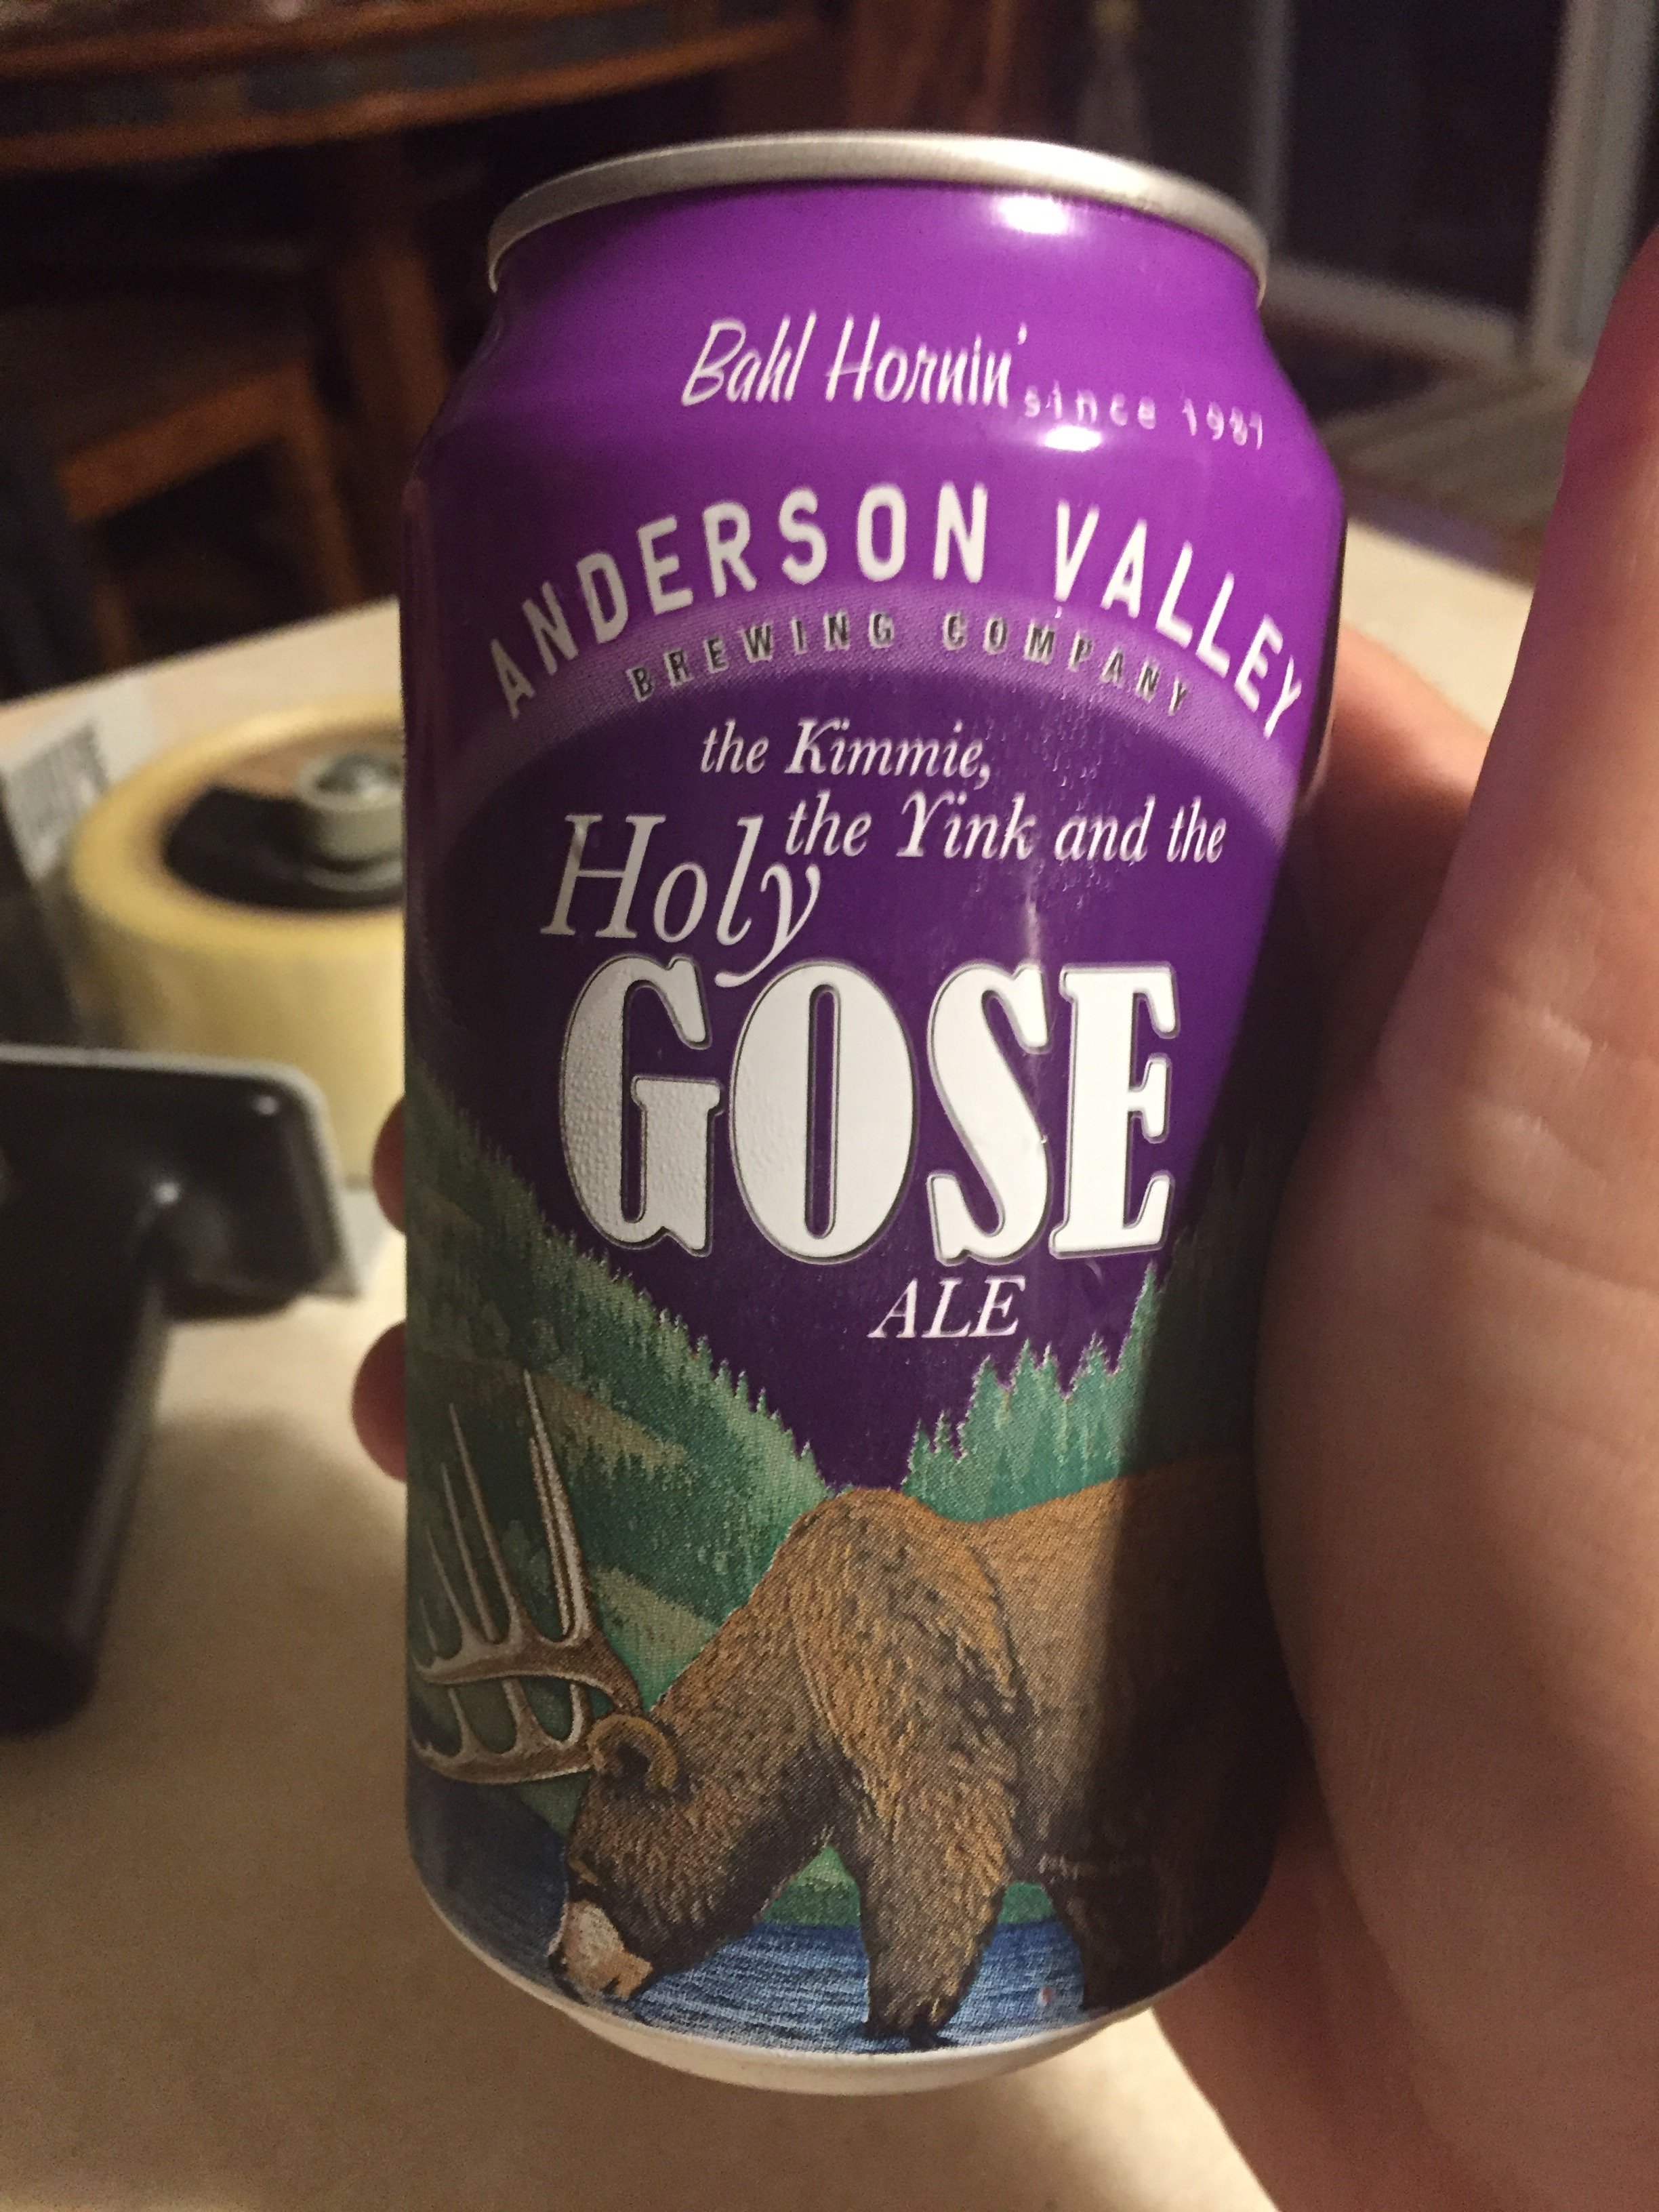 Bahl Hornin' since 1987
ANDERSON VALLEY
BREWING COMPANY
the Kimmie,
the Yink and the
Holy
GOSE
ALE